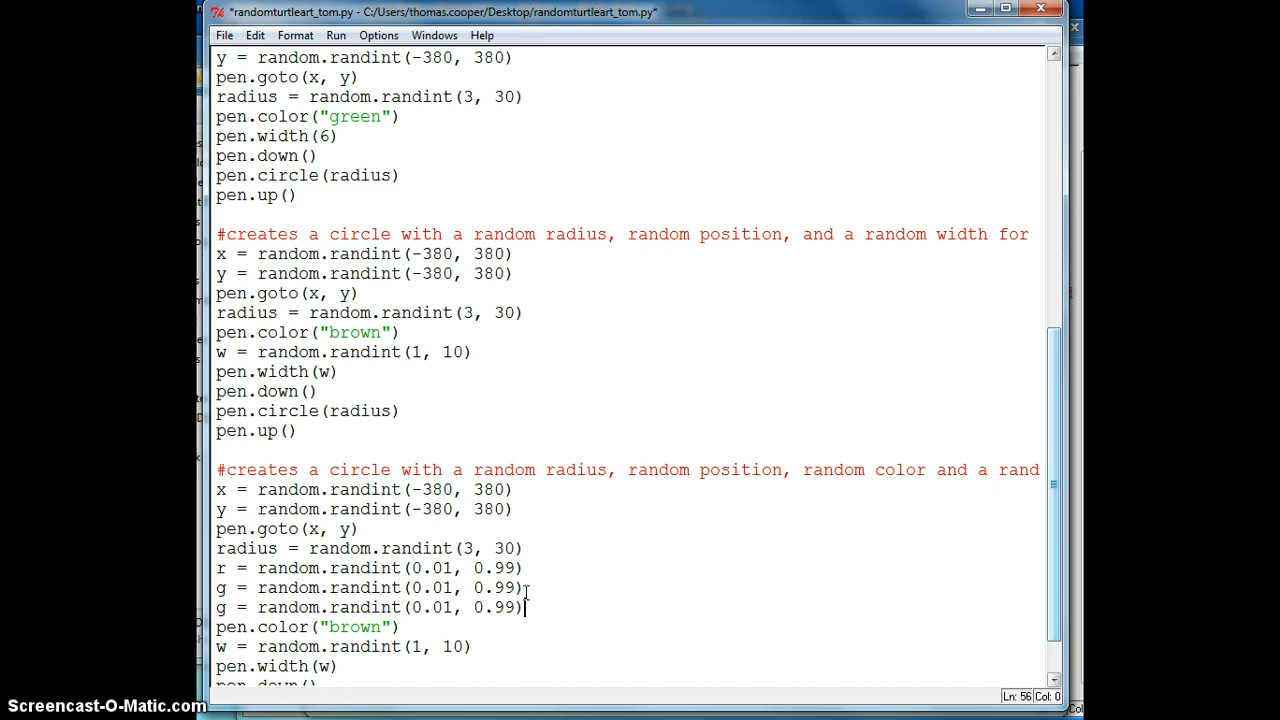 *randomturtleart_tom.py - C:/Users/thomas.cooper/Desktop/randomturtleart_tom.py*
File Edit Format Run Options Windows Help
y = random.randint(-380, 380)
pen.goto(x, y)
radius = random.randint(3, 30)
pen.color("green")
pen.width(6)
pen.down()
pen.circle(radius)
pen.up()
#creates a circle with a random radius, random position, and a random width for
x = random.randint(-380, 380)
y = random.randint(-380, 380)
pen.goto(x, y)
radius = random.randint(3, 30)
pen.color("brown")
w = random.randint(1, 10)
pen.width(w)
pen.down()
pen.circle(radius)
pen.up()
#creates a circle with a random radius, random position, random color and a rand
x = random.randint(-380, 380)
y = random.randint(-380, 380)
pen.goto(x, y)
radius = random.randint(3, 30)
r = random.randint(0.01, 0.99)
g = random.randint(0.01, 0.99)
g = random.randint(0.01, 0.99)
pen.color("brown")
w = random.randint(1, 10)
pen.width(w)
pen.down()
Ln: 56 Col: 0
Screencast-O-Matic.com